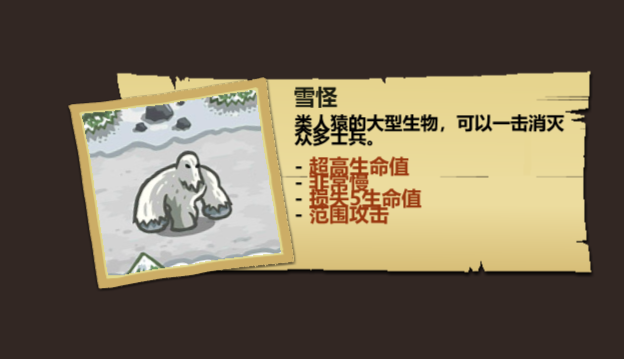 雪怪
类人猿的大型生物，可以一击消灭
众多士兵。
- 超高生命值
- 非常慢
- 损失5生命值
- 范围攻击